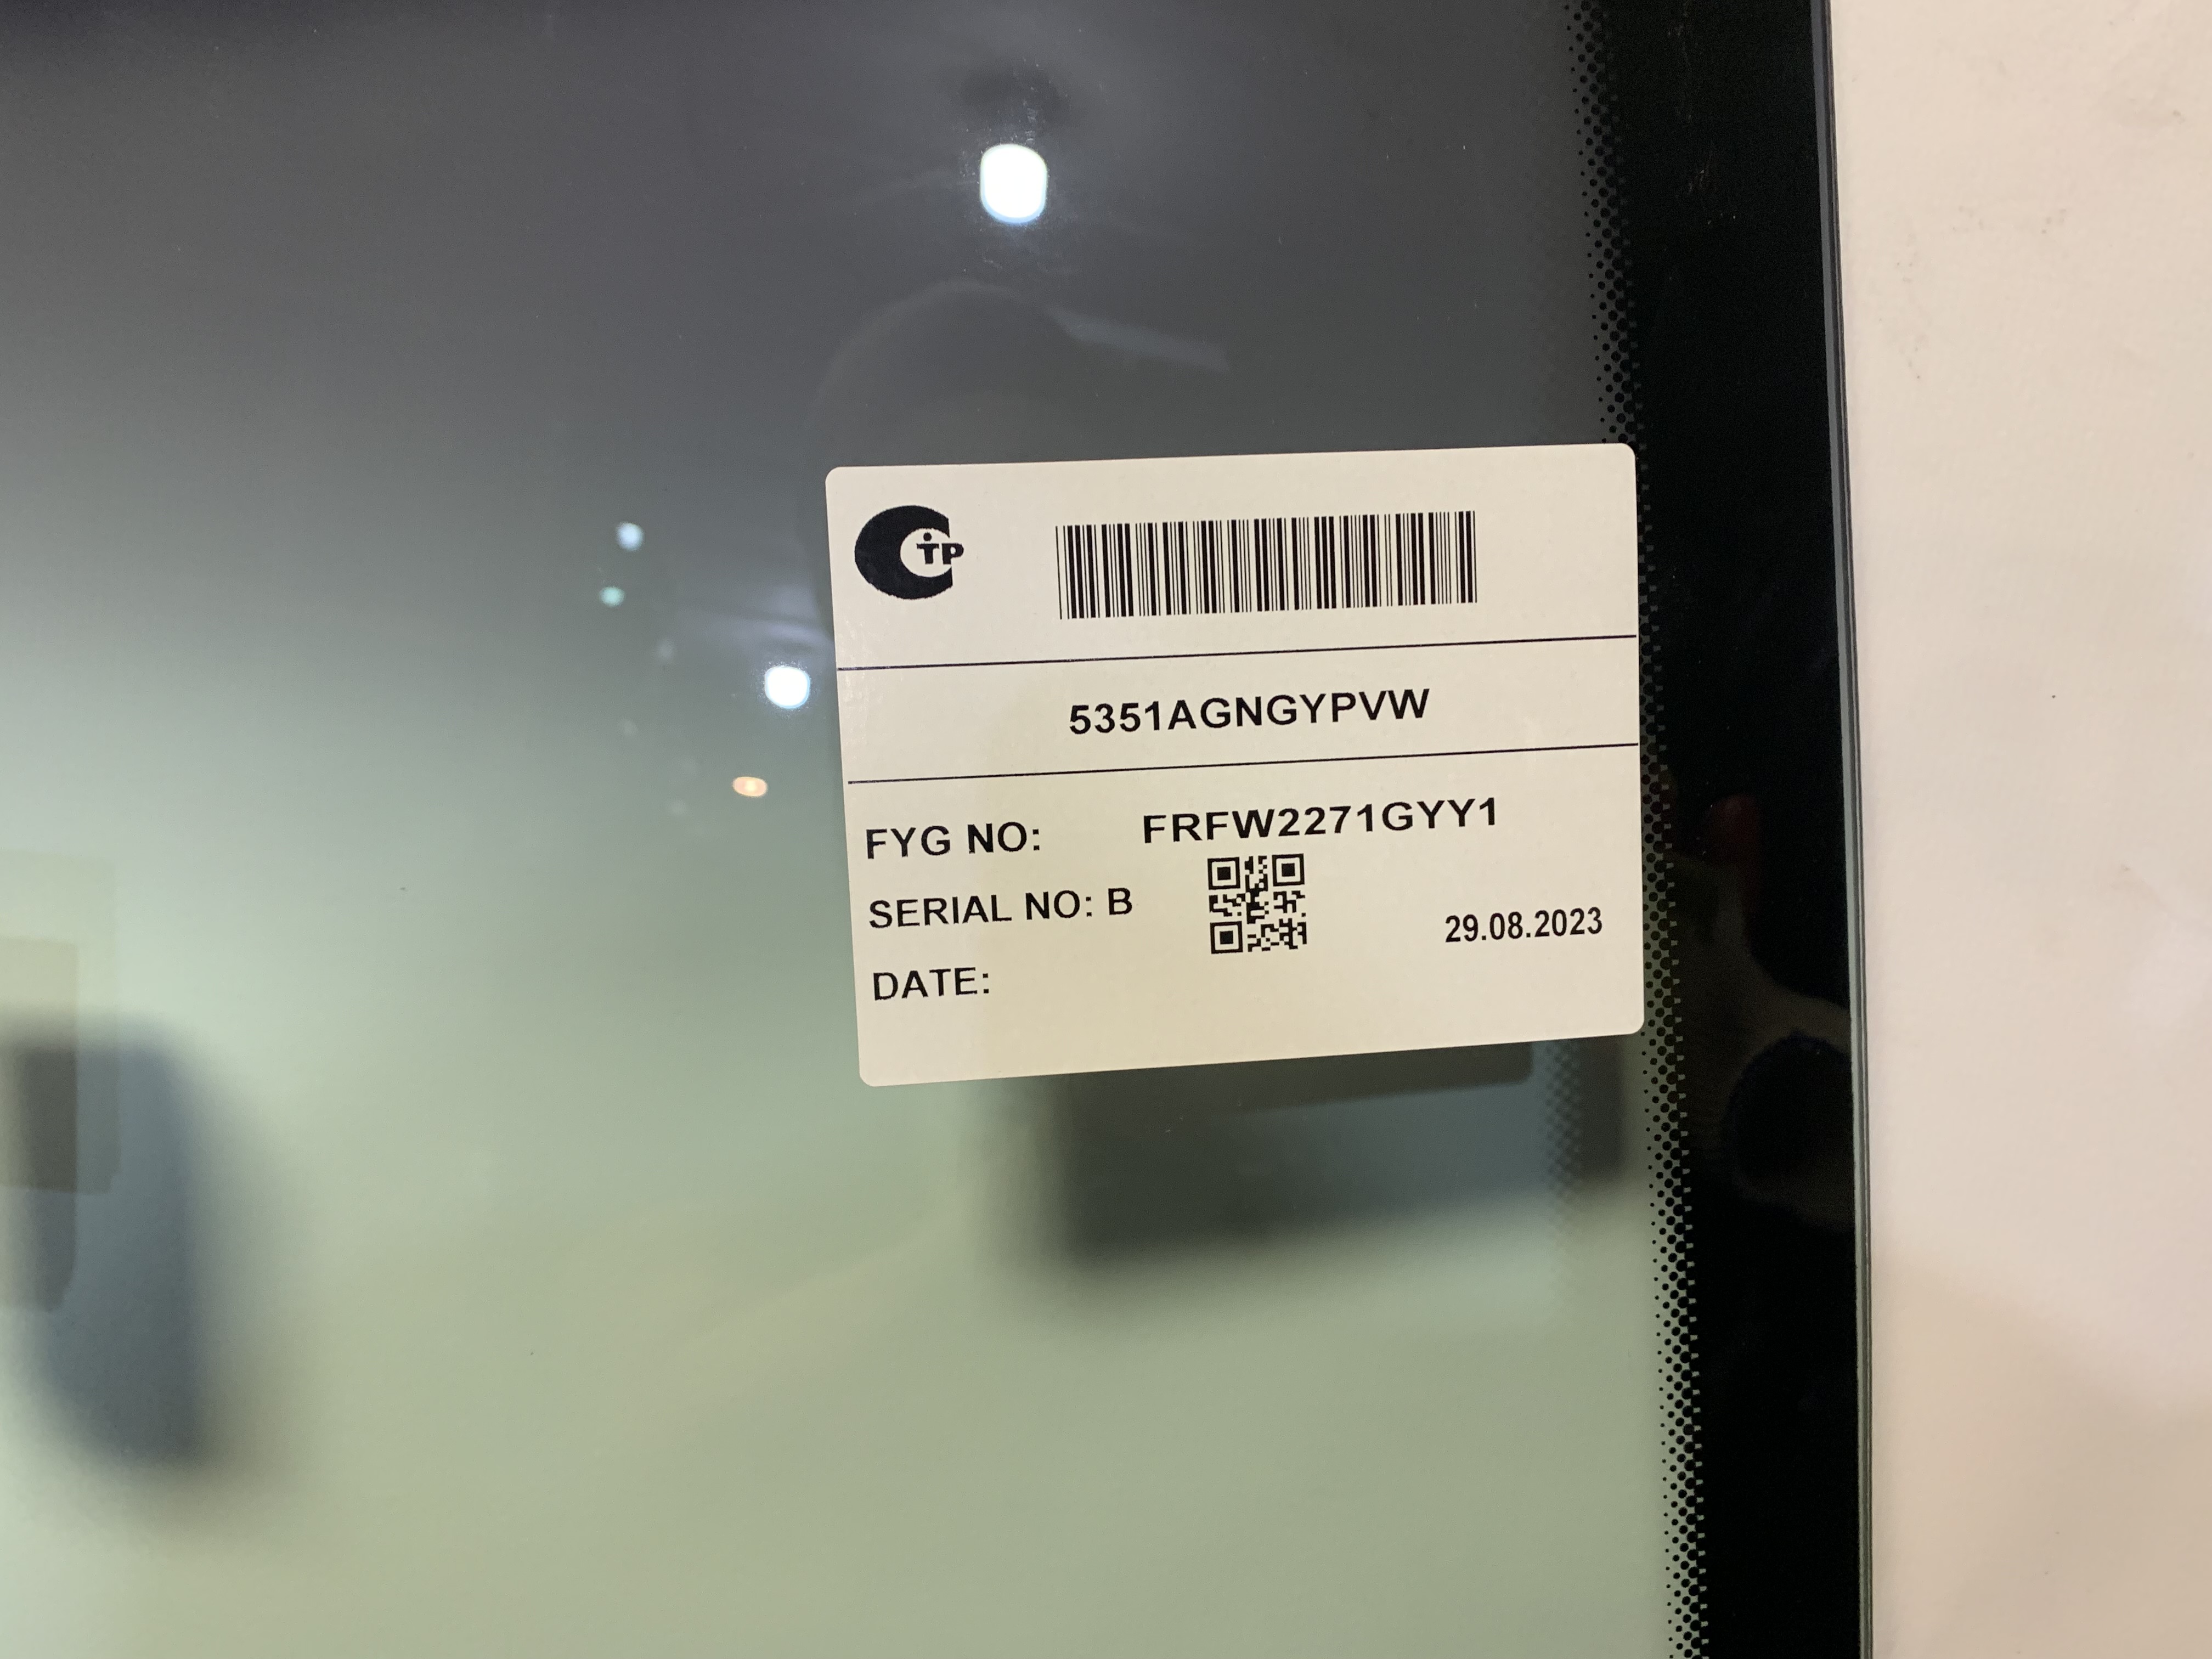 ТР
5351AGNGYPVW
FYG NO: FRFW2271GYY1
SERIAL NO: B
29.08.2023
DATE: